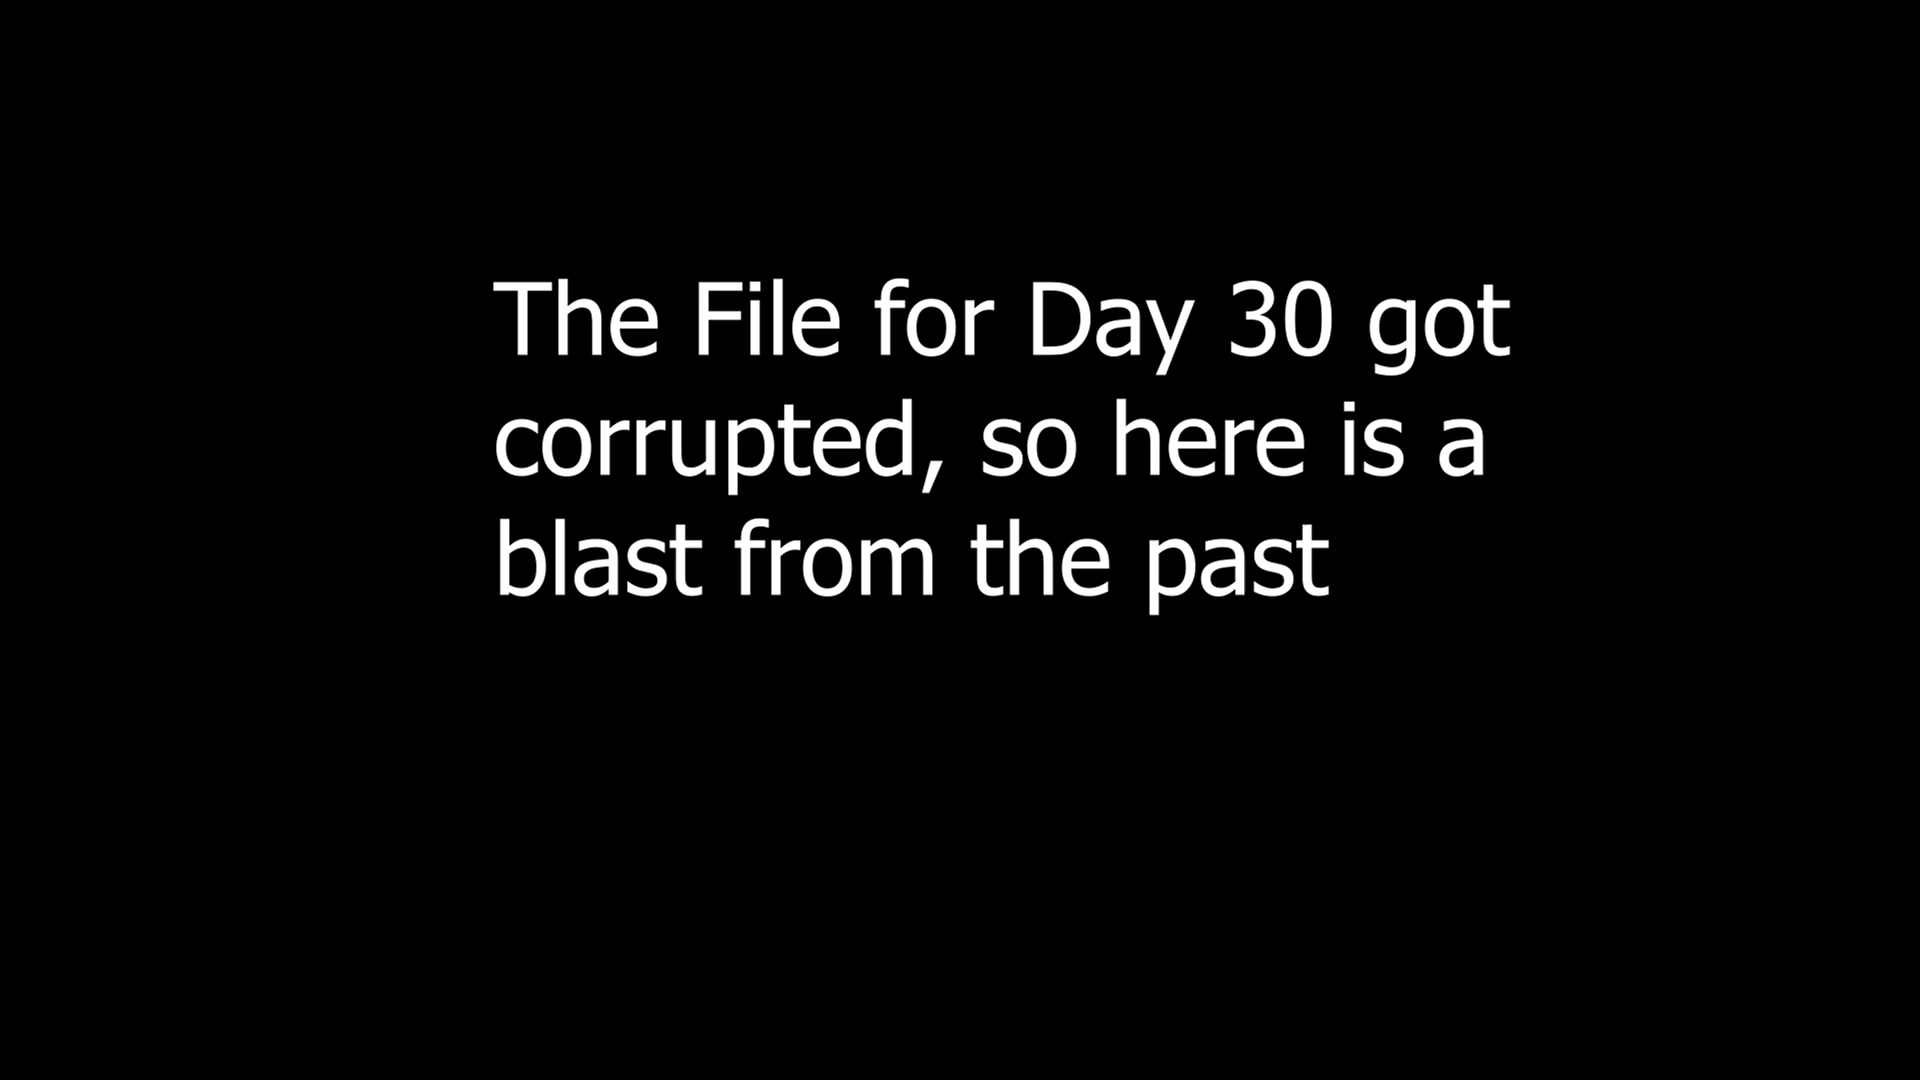 The File for Day 30 got
corrupted, so here is a
blast from the past